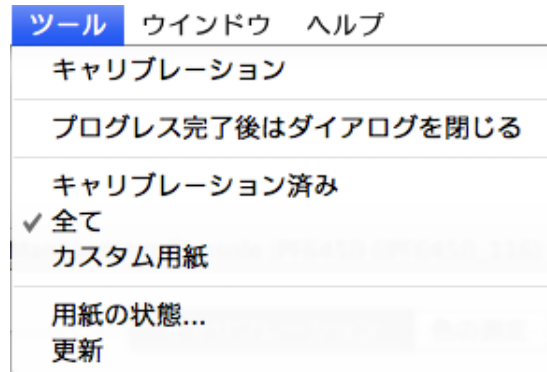 ツール ウインドウ ヘルプ
キャリブレーション
プログレス完了後はダイアログを閉じる
キャリブレーション済み
✓全て
カスタム用紙
用紙の状態...
更新